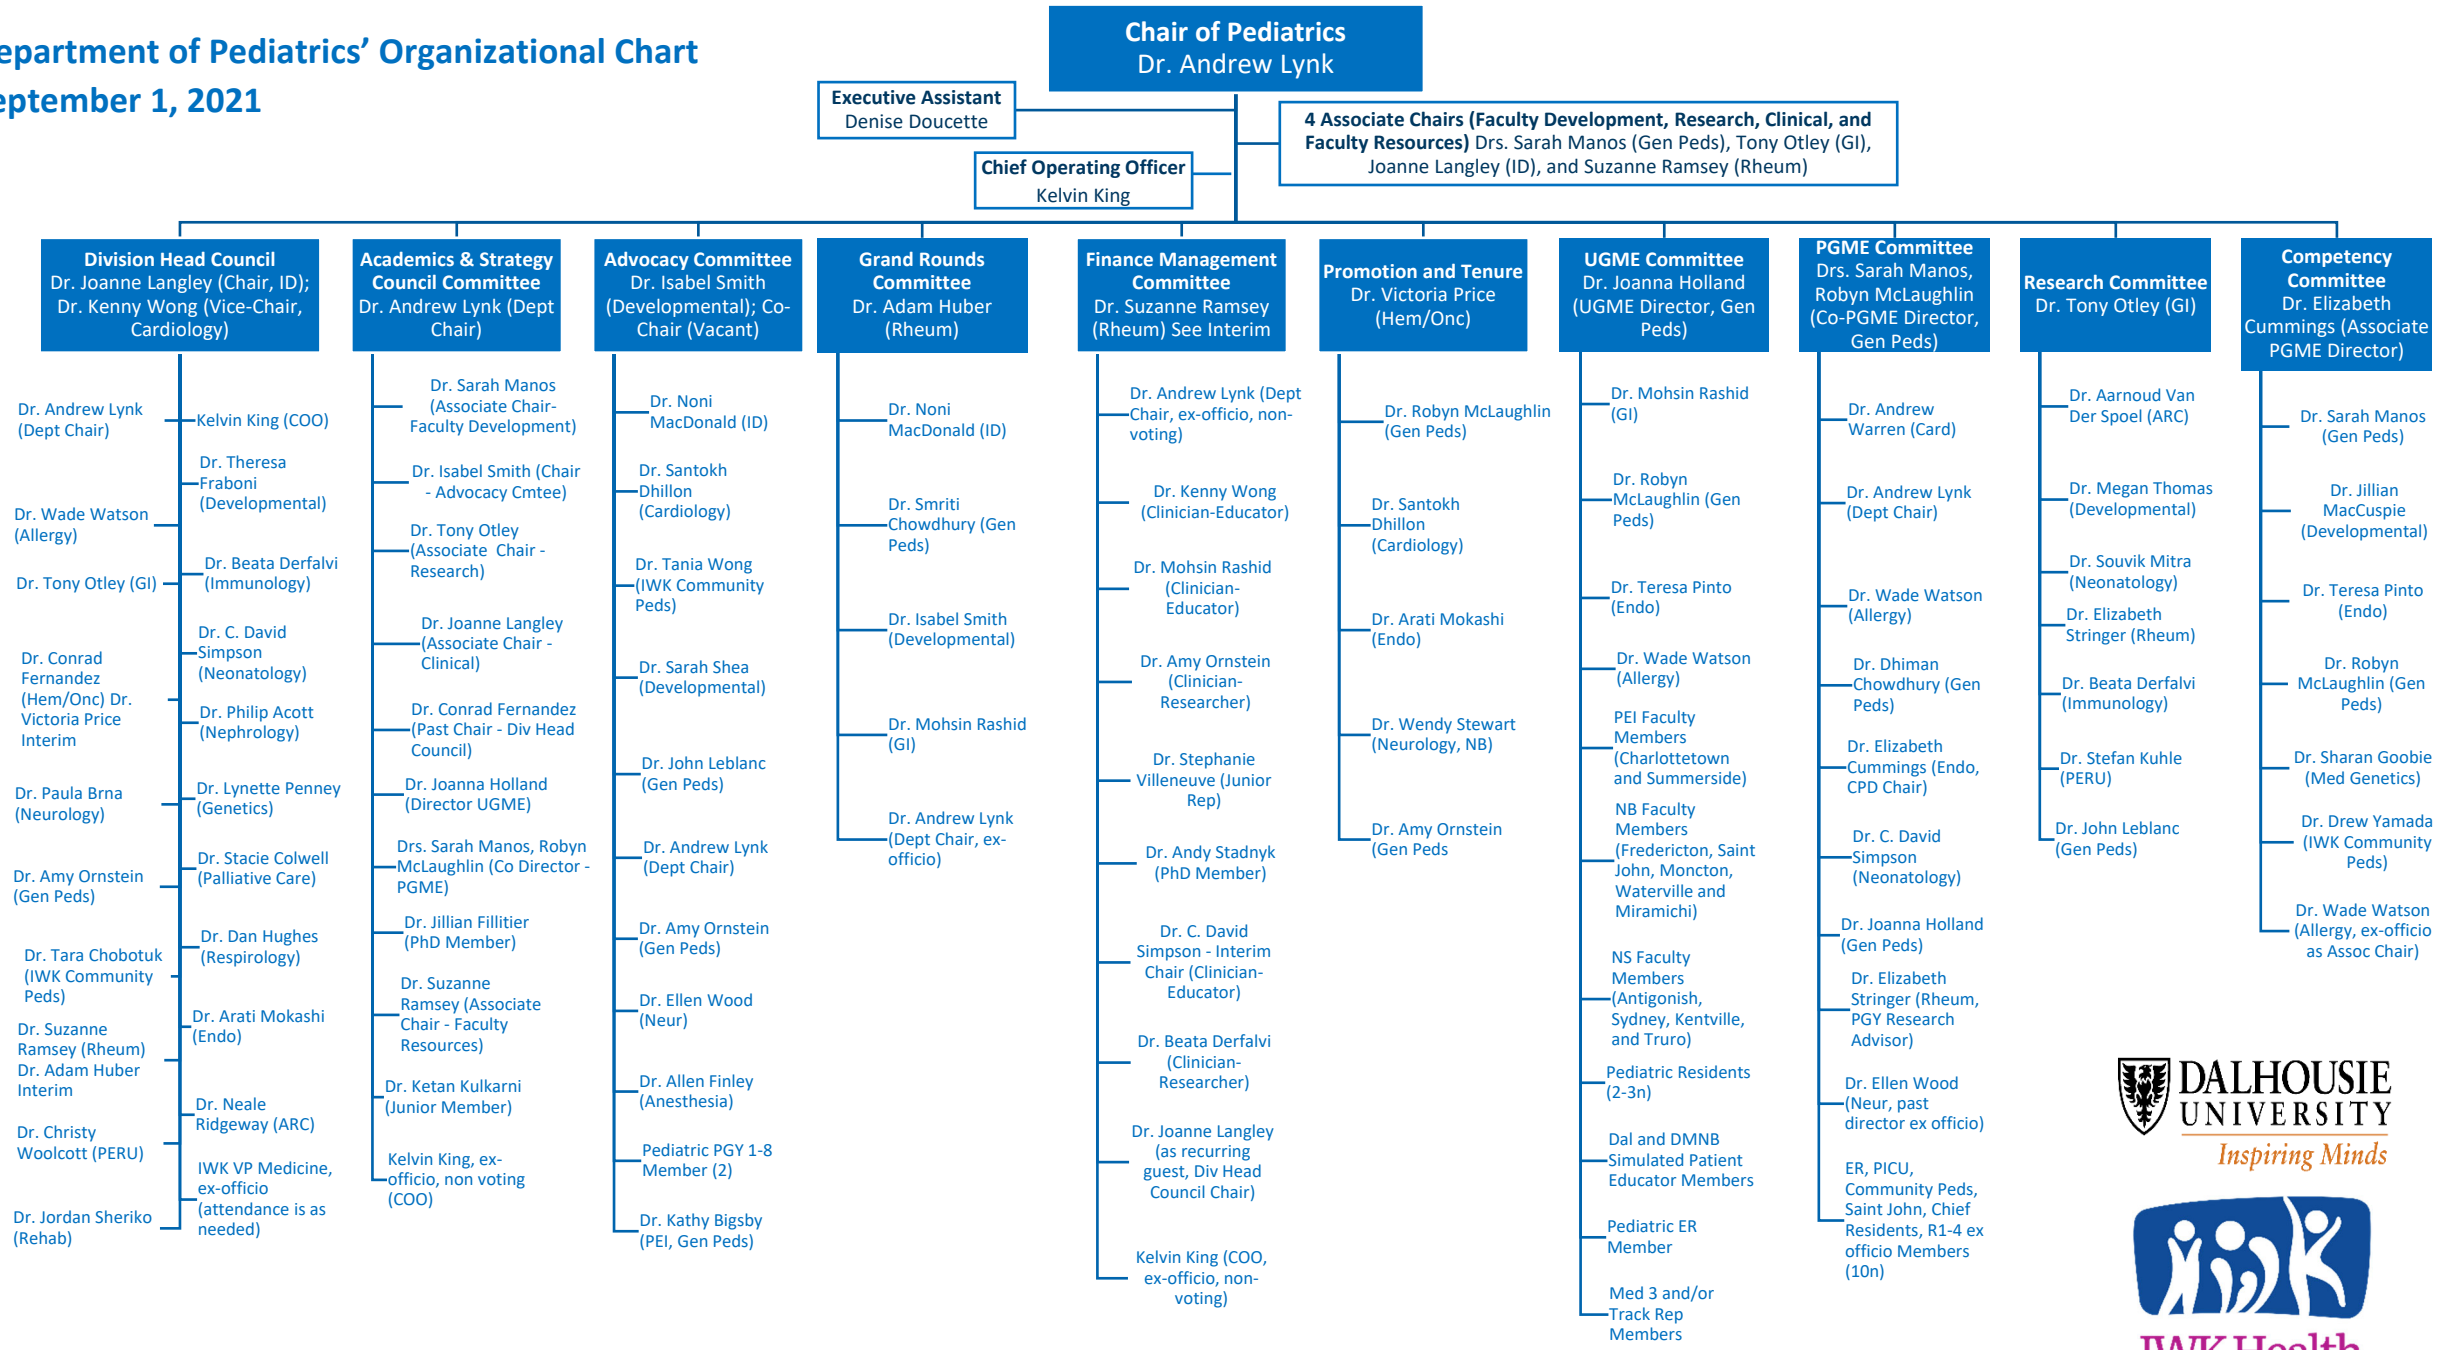 epartment of Pediatrics' Organizational Chart
eptember 1, 2021
Chair of Pediatrics
Dr. Andrew Lynk
Executive Assistant
Denise Doucette
4 Associate Chairs (Faculty Development, Research, Clinical, and
Faculty Resources) Drs. Sarah Manos (Gen Peds), Tony Otley (GI),
Joanne Langley (ID), and Suzanne Ramsey (Rheum)
Chief Operating Officer
Kelvin King
Division Head Council
Dr. Joanne Langley (Chair, ID);
Dr. Kenny Wong (Vice-Chair,
Cardiology)
Dr. Andrew Lynk
(Dept Chair)
Kelvin King (COO)
Dr. Theresa
Fraboni
(Developmental)
Dr. Wade Watson
(Allergy)
Dr. Beata Derfalvi
(Immunology)
Dr. Tony Otley (GI)
Dr. C. David
Simpson
(Neonatology)
Dr. Conrad
Fernandez
(Hem/Onc) Dr.
Victoria Price
Interim
Dr. Philip Acott
(Nephrology)
Dr. Paula Brna
(Neurology)
Dr. Lynette Penney
(Genetics)
Dr. Stacie Colwell
(Palliative Care)
Dr. Amy Ornstein
(Gen Peds)
Dr. Dan Hughes
(Respirology)
Dr. Tara Chobotuk
(IWK Community
Peds)
Dr. Arati Mokashi
(Endo)
Dr. Suzanne
Ramsey (Rheum)
Dr. Adam Huber
Interim
Dr. Neale
Ridgeway (ARC)
Dr. Christy
Woolcott (PERU)
IWK VP Medicine,
ex-officio
(attendance is as
needed)
Dr. Jordan Sheriko
(Rehab)
Academics & Strategy
Council Committee
Dr. Andrew Lynk (Dept
Chair)
Dr. Sarah Manos
(Associate Chair-
Faculty Development)
Dr. Isabel Smith (Chair
- Advocacy Cmtee)
Dr. Tony Otley
(Associate Chair -
Research)
Dr. Joanne Langley
(Associate Chair -
Clinical)
Dr. Conrad Fernandez
(Past Chair - Div Head
Council)
Dr. Joanna Holland
(Director UGME)
Drs. Sarah Manos, Robyn
McLaughlin (Co Director -
PGME)
Dr. Jillian Fillitier
(PhD Member)
Dr. Suzanne
Ramsey (Associate
Chair - Faculty
Resources)
Dr. Ketan Kulkarni
(Junior Member)
Kelvin King, ex-
officio, non voting
(COO)
Advocacy Committee
Dr. Isabel Smith
(Developmental); Co-
Chair (Vacant)
Dr. Noni
MacDonald (ID)
Dr. Santokh
Dhillon
(Cardiology)
Dr. Tania Wong
(IWK Community
Peds)
Dr. Sarah Shea
(Developmental)
Dr. John Leblanc
(Gen Peds)
Dr. Andrew Lynk
(Dept Chair)
Dr. Amy Ornstein
(Gen Peds)
Dr. Ellen Wood
(Neur)
Dr. Allen Finley
(Anesthesia)
Pediatric PGY 1-8
Member (2)
Dr. Kathy Bigsby
(PEI, Gen Peds)
Grand Rounds
Committee
Dr. Adam Huber
(Rheum)
Dr. Noni
MacDonald (ID)
Dr. Smriti
Chowdhury (Gen
Peds)
Dr. Isabel Smith
(Developmental)
Dr. Mohsin Rashid
(GI)
Dr. Andrew Lynk
(Dept Chair, ex-
officio)
Finance Management
Committee
Dr. Suzanne Ramsey
(Rheum) See Interim
Dr. Andrew Lynk (Dept
Chair, ex-officio, non-
voting)
Dr. Kenny Wong
(Clinician-Educator)
Dr. Mohsin Rashid
(Clinician-
Educator)
Dr. Amy Ornstein
(Clinician-
Researcher)
Dr. Stephanie
Villeneuve (Junior
Rep)
Dr. Andy Stadnyk
(PhD Member)
Dr. C. David
Simpson - Interim
Chair (Clinician-
Educator)
Dr. Beata Derfalvi
(Clinician-
Researcher)
Dr. Joanne Langley
(as recurring
guest, Div Head
Council Chair)
Kelvin King (COO,
ex-officio, non-
voting)
Promotion and Tenure
Dr. Victoria Price
(Hem/Onc)
Dr. Robyn McLaughlin
(Gen Peds)
Dr. Santokh
Dhillon
(Cardiology)
Dr. Arati Mokashi
(Endo)
Dr. Wendy Stewart
(Neurology, NB)
Dr. Amy Ornstein
(Gen Peds
UGME Committee
Dr. Joanna Holland
(UGME Director, Gen
Peds)
Dr. Mohsin Rashid
(GI)
Dr. Robyn
McLaughlin (Gen
Peds)
Dr. Teresa Pinto
(Endo)
Dr. Wade Watson
(Allergy)
PEI Faculty
Members
(Charlottetown
and Summerside)
NB Faculty
Members
(Fredericton, Saint
John, Moncton,
Waterville and
Miramichi)
NS Faculty
Members
(Antigonish,
Sydney, Kentville,
and Truro)
Pediatric Residents
(2-3n)
Dal and DMNB
Simulated Patient
Educator Members
Pediatric ER
Member
Med 3 and/or
Track Rep
Members
PGME Committee
Drs. Sarah Manos,
Robyn McLaughlin
(Co-PGME Director,
Gen Peds)
Dr. Andrew
Warren (Card)
Dr. Andrew Lynk
(Dept Chair)
Dr. Wade Watson
(Allergy)
Dr. Dhiman
Chowdhury (Gen
Peds)
Dr. Elizabeth
Cummings (Endo,
CPD Chair)
Dr. C. David
Simpson
(Neonatology)
Dr. Joanna Holland
(Gen Peds)
Dr. Elizabeth
Stringer (Rheum,
PGY Research
Advisor)
Dr. Ellen Wood
(Neur, past
director ex officio)
ER, PICU,
Community Peds,
Saint John, Chief
Residents, R1-4 ex
officio Members
(10n)
Research Committee
Dr. Tony Otley (GI)
Dr. Aarnoud Van
Der Spoel (ARC)
Dr. Megan Thomas
(Developmental)
Dr. Souvik Mitra
(Neonatology)
Dr. Elizabeth
Stringer (Rheum)
Dr. Beata Derfalvi
(Immunology)
Dr. Stefan Kuhle
(PERU)
Dr. John Leblanc
(Gen Peds)
Competency
Committee
Dr. Elizabeth
Cummings (Associate
PGME Director)
Dr. Sarah Manos
(Gen Peds)
Dr. Jillian
MacCuspie
(Developmental)
Dr. Teresa Pinto
(Endo)
Dr. Robyn
McLaughlin (Gen
Peds)
Dr. Sharan Goobie
(Med Genetics)
Dr. Drew Yamada
(IWK Community
Peds)
Dr. Wade Watson
(Allergy, ex-officio
as Assoc Chair)
DALHOUSIE
UNIVERSITY
Inspiring Minds
iwk
IWK Health